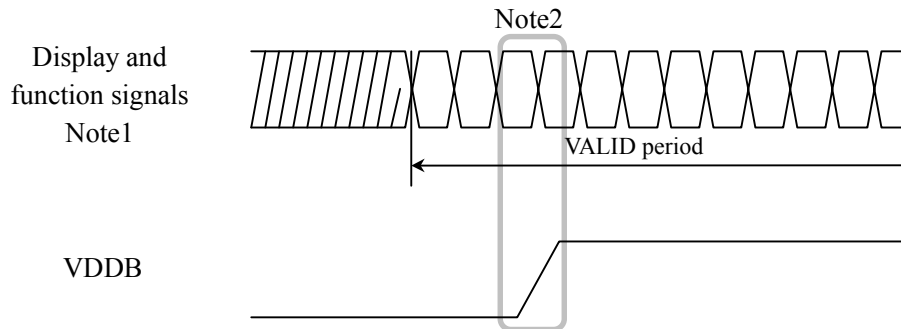 Note2
Display and
function signals
Note1
VALID period
VDDB